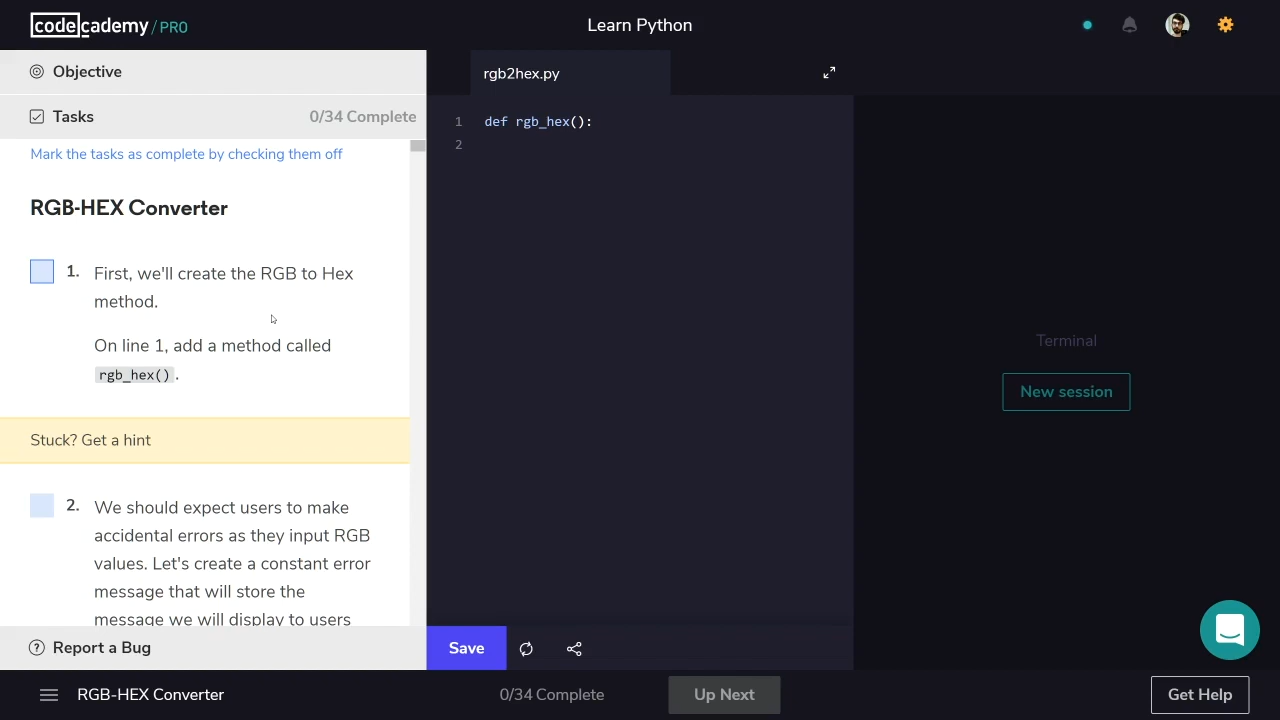 codecademy / PRO
Learn Python
Objective
Tasks
0/34 Complete
Mark the tasks as complete by checking them off
RGB-HEX Converter
1. First, we'll create the RGB to Hex
method.
On line 1, add a method called
rgb_hex() .
Stuck? Get a hint
2. We should expect users to make
accidental errors as they input RGB
values. Let's create a constant error
message that will store the
message we will display to users
Report a Bug
rgb2hex.py
1 def rgb_hex():
2
Save
Terminal
New session
RGB-HEX Converter
0/34 Complete
Up Next
Get Help